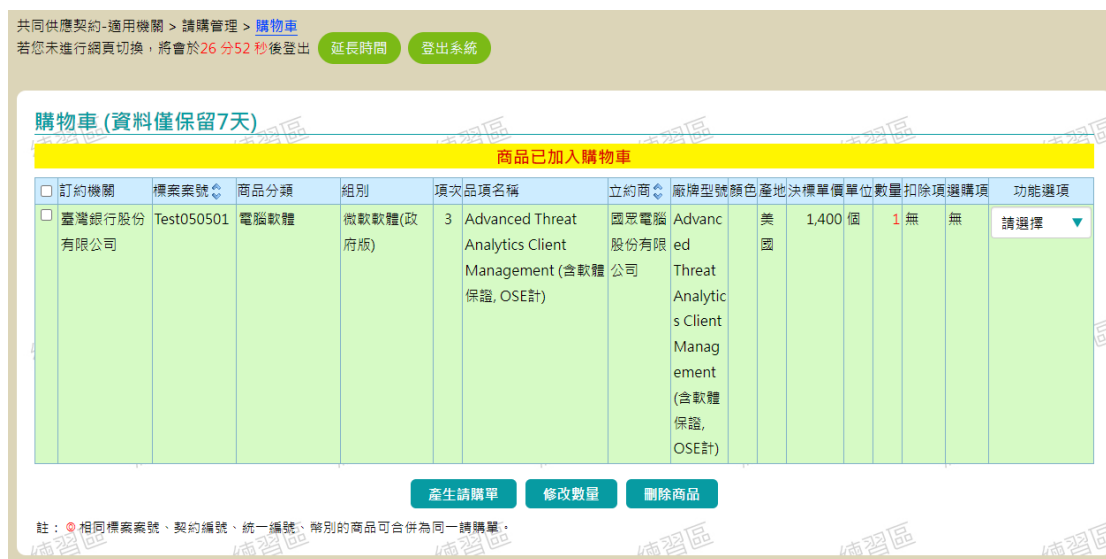 共同供應契約-適用機關 > 請購管理 > 購物車
若您未進行網頁切換，將會於26 分52 秒後登出 延長時間 登出系統
購物車 (資料僅保留7天)
商品已加入購物車
訂約機關 標案案號 商品分類 組別 項次 品項名稱 立約商 廠牌型號 顏色 產地 決標單價 單位 數量 扣除項 選購項 功能選項
臺灣銀行股份 Test050501 電腦軟體 微軟軟體(政 3 Advanced Threat 國眾電腦 Advanc 美 1,400 個 1 無 無 請選擇
有限公司 府版) Analytics Client 股份有限 ed 國
Management (含軟體 公司 Threat
保證, OSE計) Analytic
s Client
Manag
ement
(含軟體
保證,
OSE計)
產生請購單 修改數量 刪除商品
註：◎相同標案案號、契約編號、統一編號、幣別的商品可合併為同一請購單。
練習區